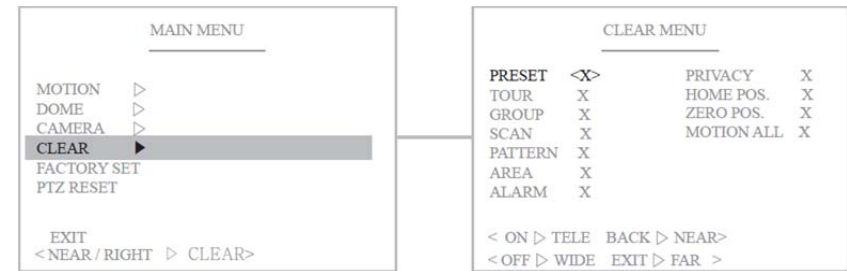 MAIN MENU
MOTION ▷
DOME ▷
CAMERA ▷
CLEAR ▶
FACTORY SET
PTZ RESET
EXIT
<NEAR / RIGHT ▷ CLEAR>
CLEAR MENU
PRESET <X>
TOUR X
GROUP X
SCAN X
PATTERN X
AREA X
ALARM X
PRIVACY X
HOME POS. X
ZERO POS. X
MOTION ALL X
< ON ▷ TELE BACK ▷ NEAR>
<OFF ▷ WIDE EXIT ▷ FAR >